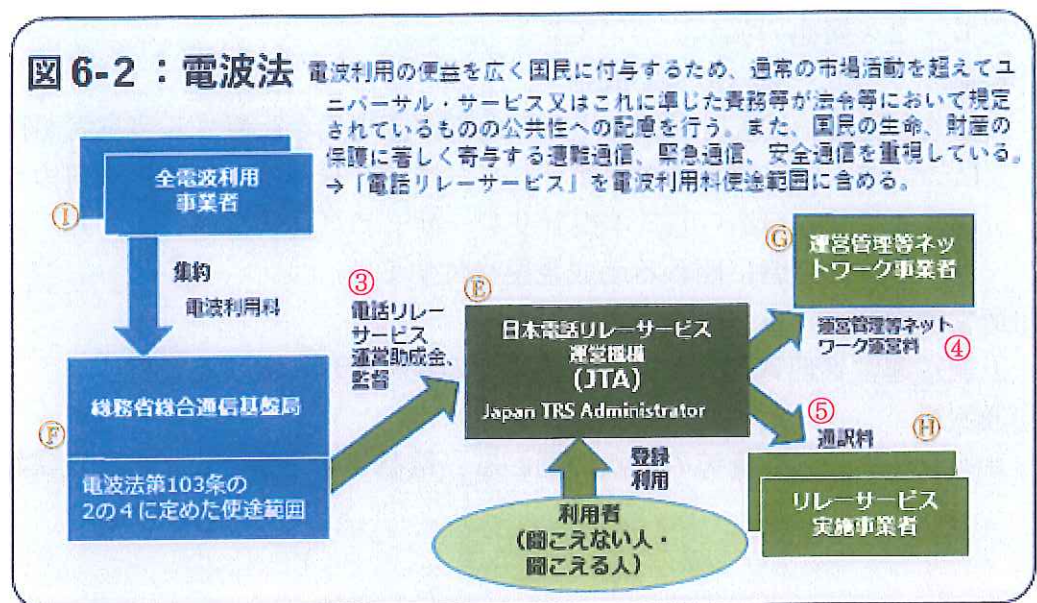 図6-2：電波法 電波利用の便益を広く国民に付与するため、通常の市場活動を超えてユ
ニバーサル・サービス又はこれに準じた責務等が法令等において規定
されているものの公共性への配慮を行う。また、国民の生命、財産の
保護に著しく寄与する遭難通信、緊急通信、安全通信を重視している。
→「電話リレーサービス」を電波利用料使途範囲に含める。
全電波利用
事業者
Ⓘ
集約
電波利用料
Ⓕ
総務省総合通信基盤局
電波法第103条の
2の4に定めた使途範囲
③
電話リレー
サービス
運営助成金、
監督
Ⓔ
日本電話リレーサービス
運営機構
(JTA)
Japan TRS Administrator
登録
利用
利用者
（聞こえない人・
聞こえる人）
Ⓖ
運営管理等ネッ
トワーク事業者
運営管理等ネット
ワーク運営料
④
⑤
通訳料
Ⓗ
リレーサービス
実施事業者